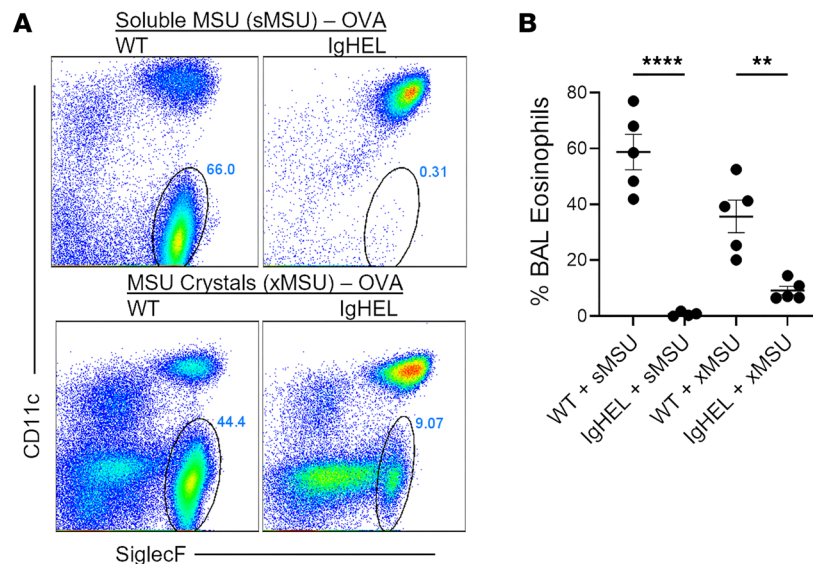 A
Soluble MSU (sMSU) – OVA
WT IgHEL
66.0
0.31
MSU Crystals (xMSU) – OVA
WT IgHEL
44.4
9.07
CD11c
SiglecF
B
**** **
80
60
40
20
0
% BAL Eosinophils
WT + sMSU
IgHEL + sMSU
WT + xMSU
IgHEL + xMSU